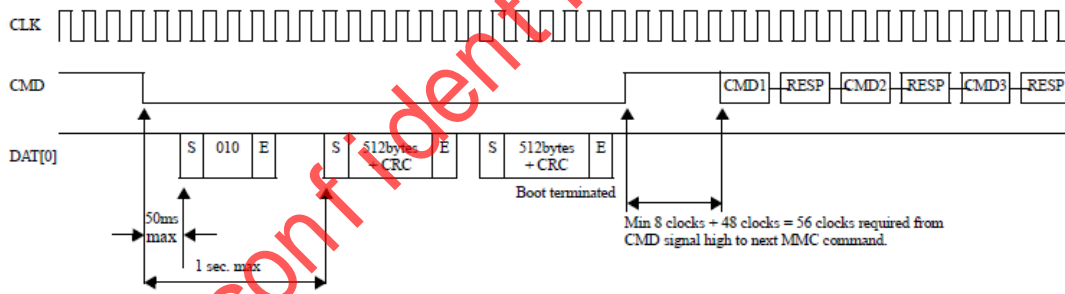 CLK
CMD
CMD1 RESP CMD2 RESP CMD3 RESP
DAT[0]
S 010 E S 512bytes + CRC E S 512bytes + CRC E
Boot terminated
50ms
max
1 sec. max
Min 8 clocks + 48 clocks = 56 clocks required from
CMD signal high to next MMC command.
confident